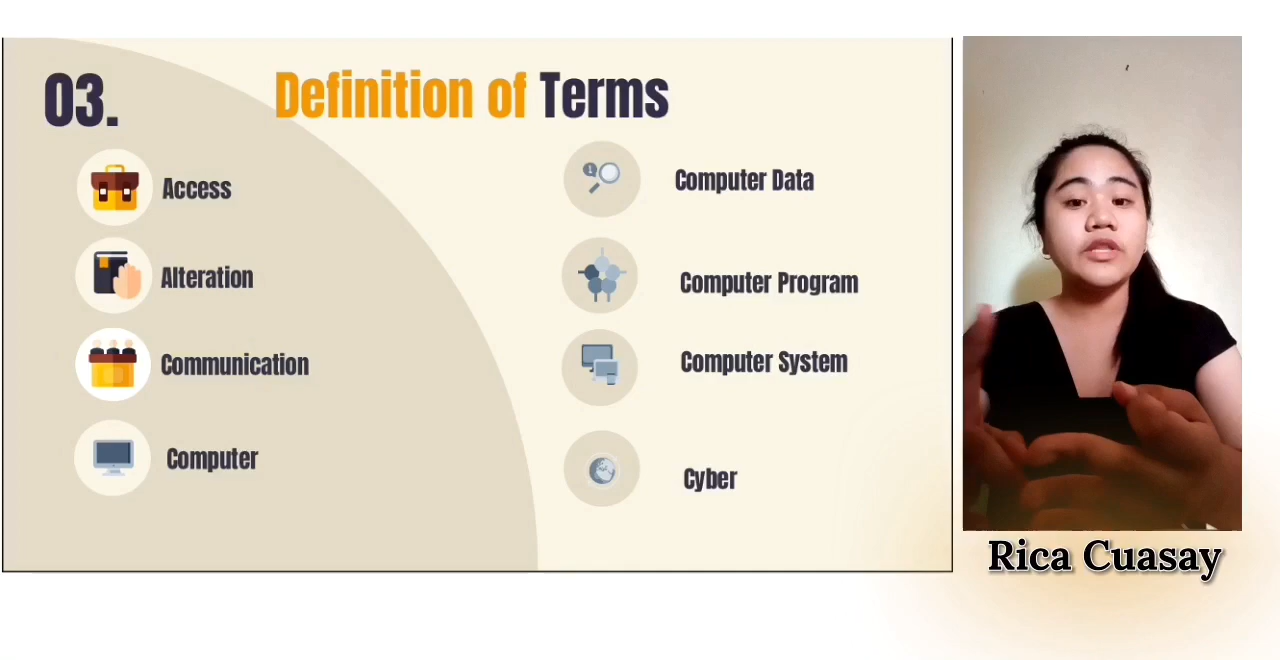 03.
Definition of Terms
Access
Alteration
Communication
Computer
Computer Data
Computer Program
Computer System
Cyber
Rica Cuasay